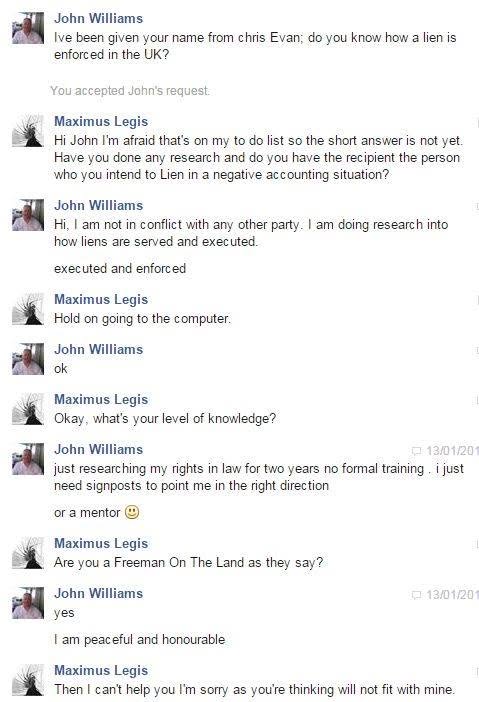 John Williams
Ive been given your name from chris Evan; do you know how a lien is
enforced in the UK?
You accepted John's request.
Maximus Legis
Hi John I'm afraid that's on my to do list so the short answer is not yet.
Have you done any research and do you have the recipient the person
who you intend to Lien in a negative accounting situation?
John Williams
Hi, I am not in conflict with any other party. I am doing research into
how liens are served and executed.
executed and enforced
Maximus Legis
Hold on going to the computer.
John Williams
ok
Maximus Legis
Okay, what's your level of knowledge?
John Williams
13/01/201
just researching my rights in law for two years no formal training . i just
need signposts to point me in the right direction
or a mentor
Maximus Legis
Are you a Freeman On The Land as they say?
John Williams
13/01/201
yes
I am peaceful and honourable
Maximus Legis
Then I can't help you I'm sorry as you're thinking will not fit with mine.